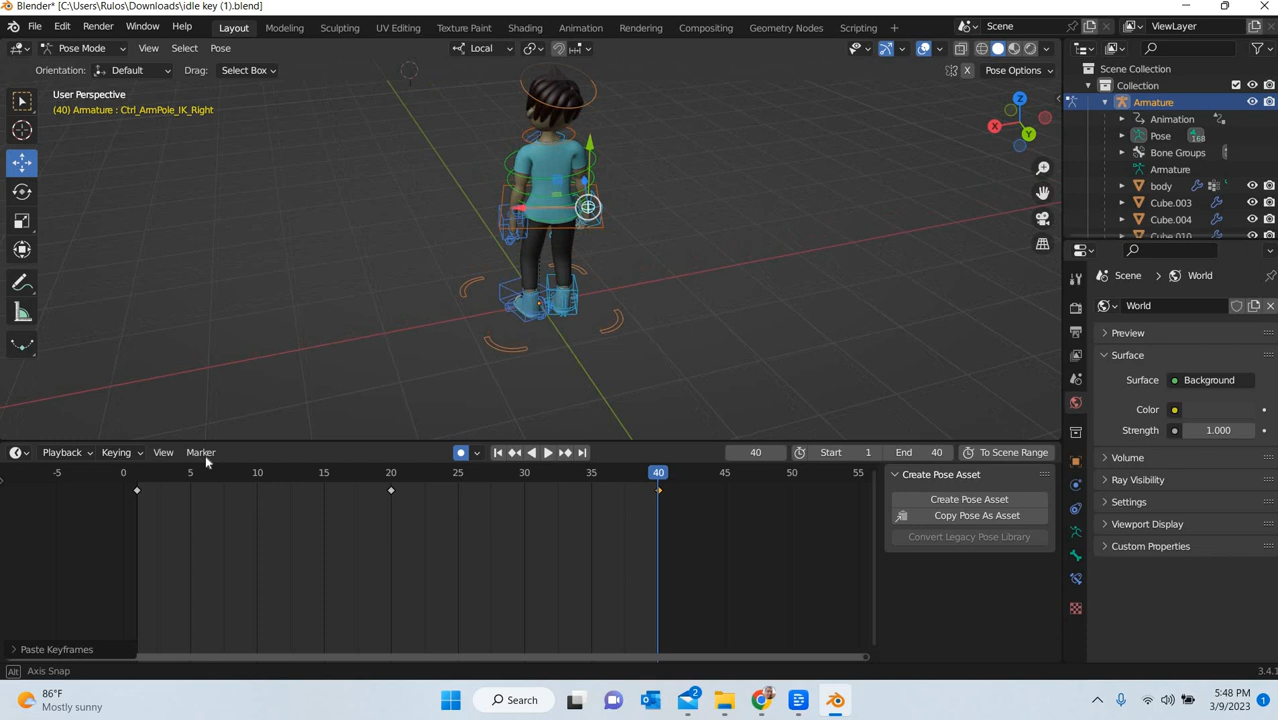 Blender* [C:\Users\Rulos\Downloads\idle key (1).blend]
File Edit Render Window Help Layout Modeling Sculpting UV Editing Texture Paint Shading Animation Rendering Compositing Geometry Nodes Scripting Scene ViewLayer
Pose Mode View Select Pose Local
Orientation: Default Drag: Select Box X Pose Options
User Perspective
(40) Armature : Ctrl_ArmPole_IK_Right
Z
X
Y
Scene Collection
Collection
Armature
Animation
Pose 168
Bone Groups
Armature
body
Cube.003
Cube.004
Cube.010
Scene World
World
Preview
Surface
Surface Background
Color
Strength 1.000
Volume
Ray Visibility
Settings
Viewport Display
Custom Properties
Playback Keying View Marker 40 Start 1 End 40 To Scene Range
-5 0 5 10 15 20 25 30 35 40 45 50 55
Create Pose Asset
Create Pose Asset
Copy Pose As Asset
Convert Legacy Pose Library
Paste Keyframes
Alt Axis Snap 3.4.1
86°F
Mostly sunny
Search
2
5:48 PM
3/9/2023
1